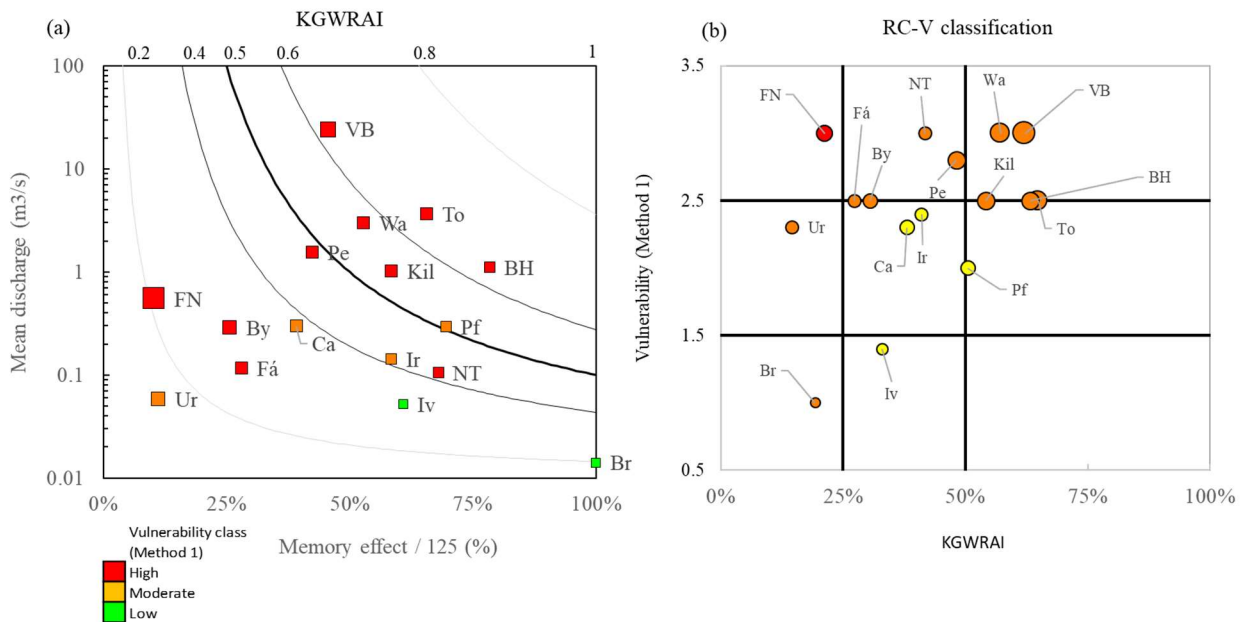 (a)
KGWRAI
0.2 0.4 0.5 0.6 0.8 1
100
10
1
0.1
0.01
Mean discharge (m3/s)
VB
Wa
To
Pe
Kil
BH
FN
By
Ca
Pf
Fá
Ir
NT
Ur
Iv
Br
0% 25% 50% 75% 100%
Memory effect / 125 (%)
Vulnerability class
(Method 1)
High
Moderate
Low
(b)
RC-V classification
3.5
2.5
1.5
0.5
Vulnerability (Method 1)
FN
Fá
NT
By
Wa
VB
Pe
Kil
BH
Ur
Ca
Ir
To
Pf
Br
Iv
0% 25% 50% 75% 100%
KGWRAI